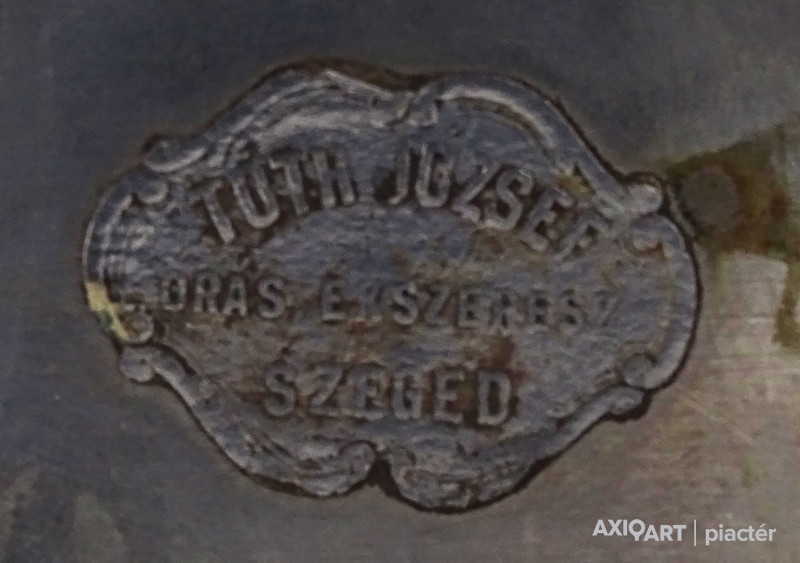 TÓTH JÓZSEF
ÓRÁS, ÉKSZERÉSZ
SZEGED
AXIOART | piactér